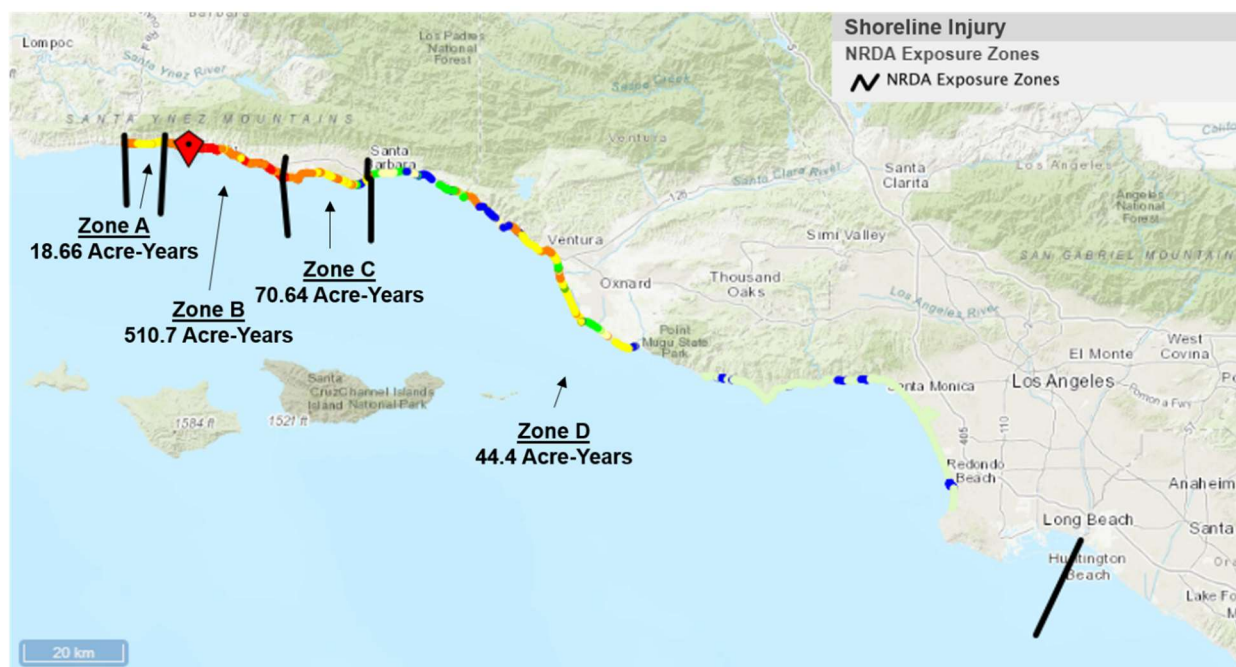 Shoreline Injury
NRDA Exposure Zones
NRDA Exposure Zones
Lompoc
Santa Ynez River
Los Padres
National
Forest
SANTA YNEZ MOUNTAINS
Santa
Ventura
Santa Clara River
126
Santa
Clarita
Los Angeles
Angeles
National
Forest
SAN GABRIEL MOUNTAINS
Zone A
18.66 Acre-Years
Zone B
510.7 Acre-Years
Zone C
70.64 Acre-Years
Ventura
Oxnard
Simi Valley
Thousand
Oaks
Los Angeles River
Point
Mugu State
Park
Santa
Cruz
Island
Channel Islands
National Park
1584 ft
1521 ft
El Monte
West
Covina
Santa Monica
Los Angeles
405
110
57
Zone D
44.4 Acre-Years
Redondo
Beach
Anaheim
Long Beach
Santa
Huntington
Beach
Lake
20 km